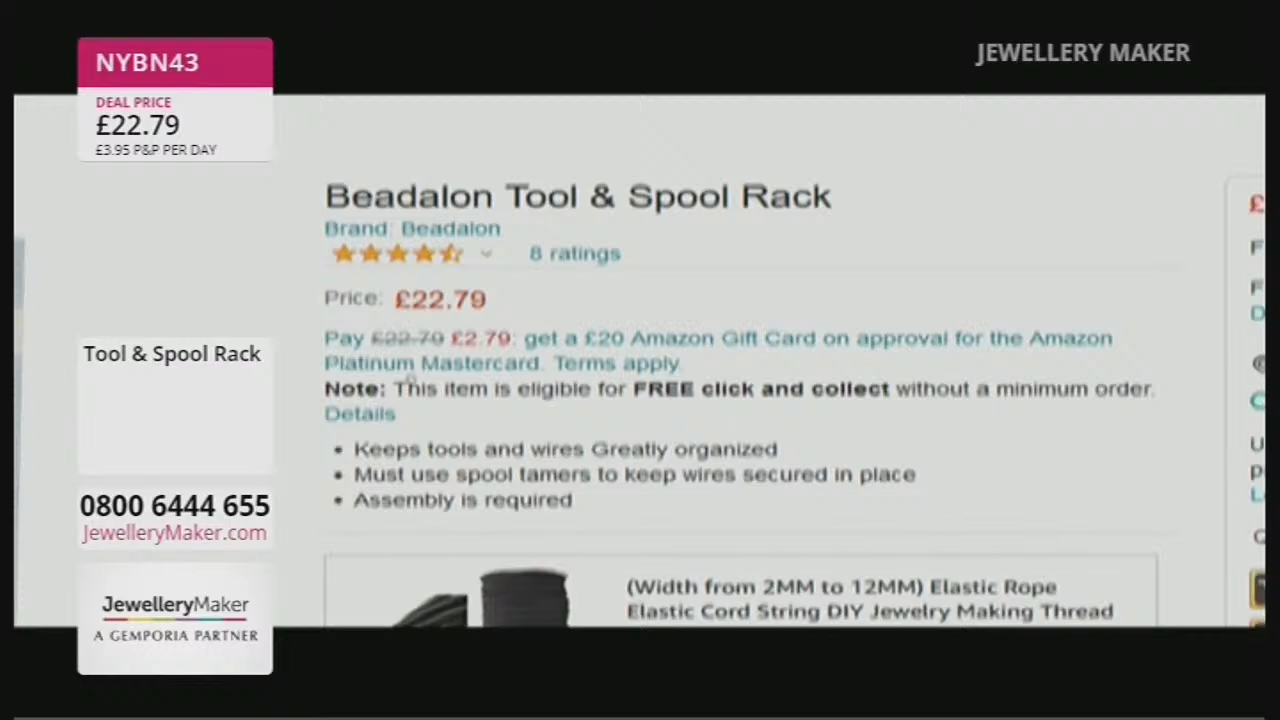 NYBN43
DEAL PRICE
£22.79
£3.95 P&P PER DAY
JEWELLERY MAKER
Tool & Spool Rack
0800 6444 655
JewelleryMaker.com
JewelleryMaker
A GEMPORIA PARTNER
Beadalon Tool & Spool Rack
Brand: Beadalon
8 ratings
Price: £22.79
Pay £22.79 £2.79: get a £20 Amazon Gift Card on approval for the Amazon
Platinum Mastercard. Terms apply.
Note: This item is eligible for FREE click and collect without a minimum order.
Details
Keeps tools and wires Greatly organized
Must use spool tamers to keep wires secured in place
Assembly is required
(Width from 2MM to 12MM) Elastic Rope
Elastic Cord String DIY Jewelry Making Thread